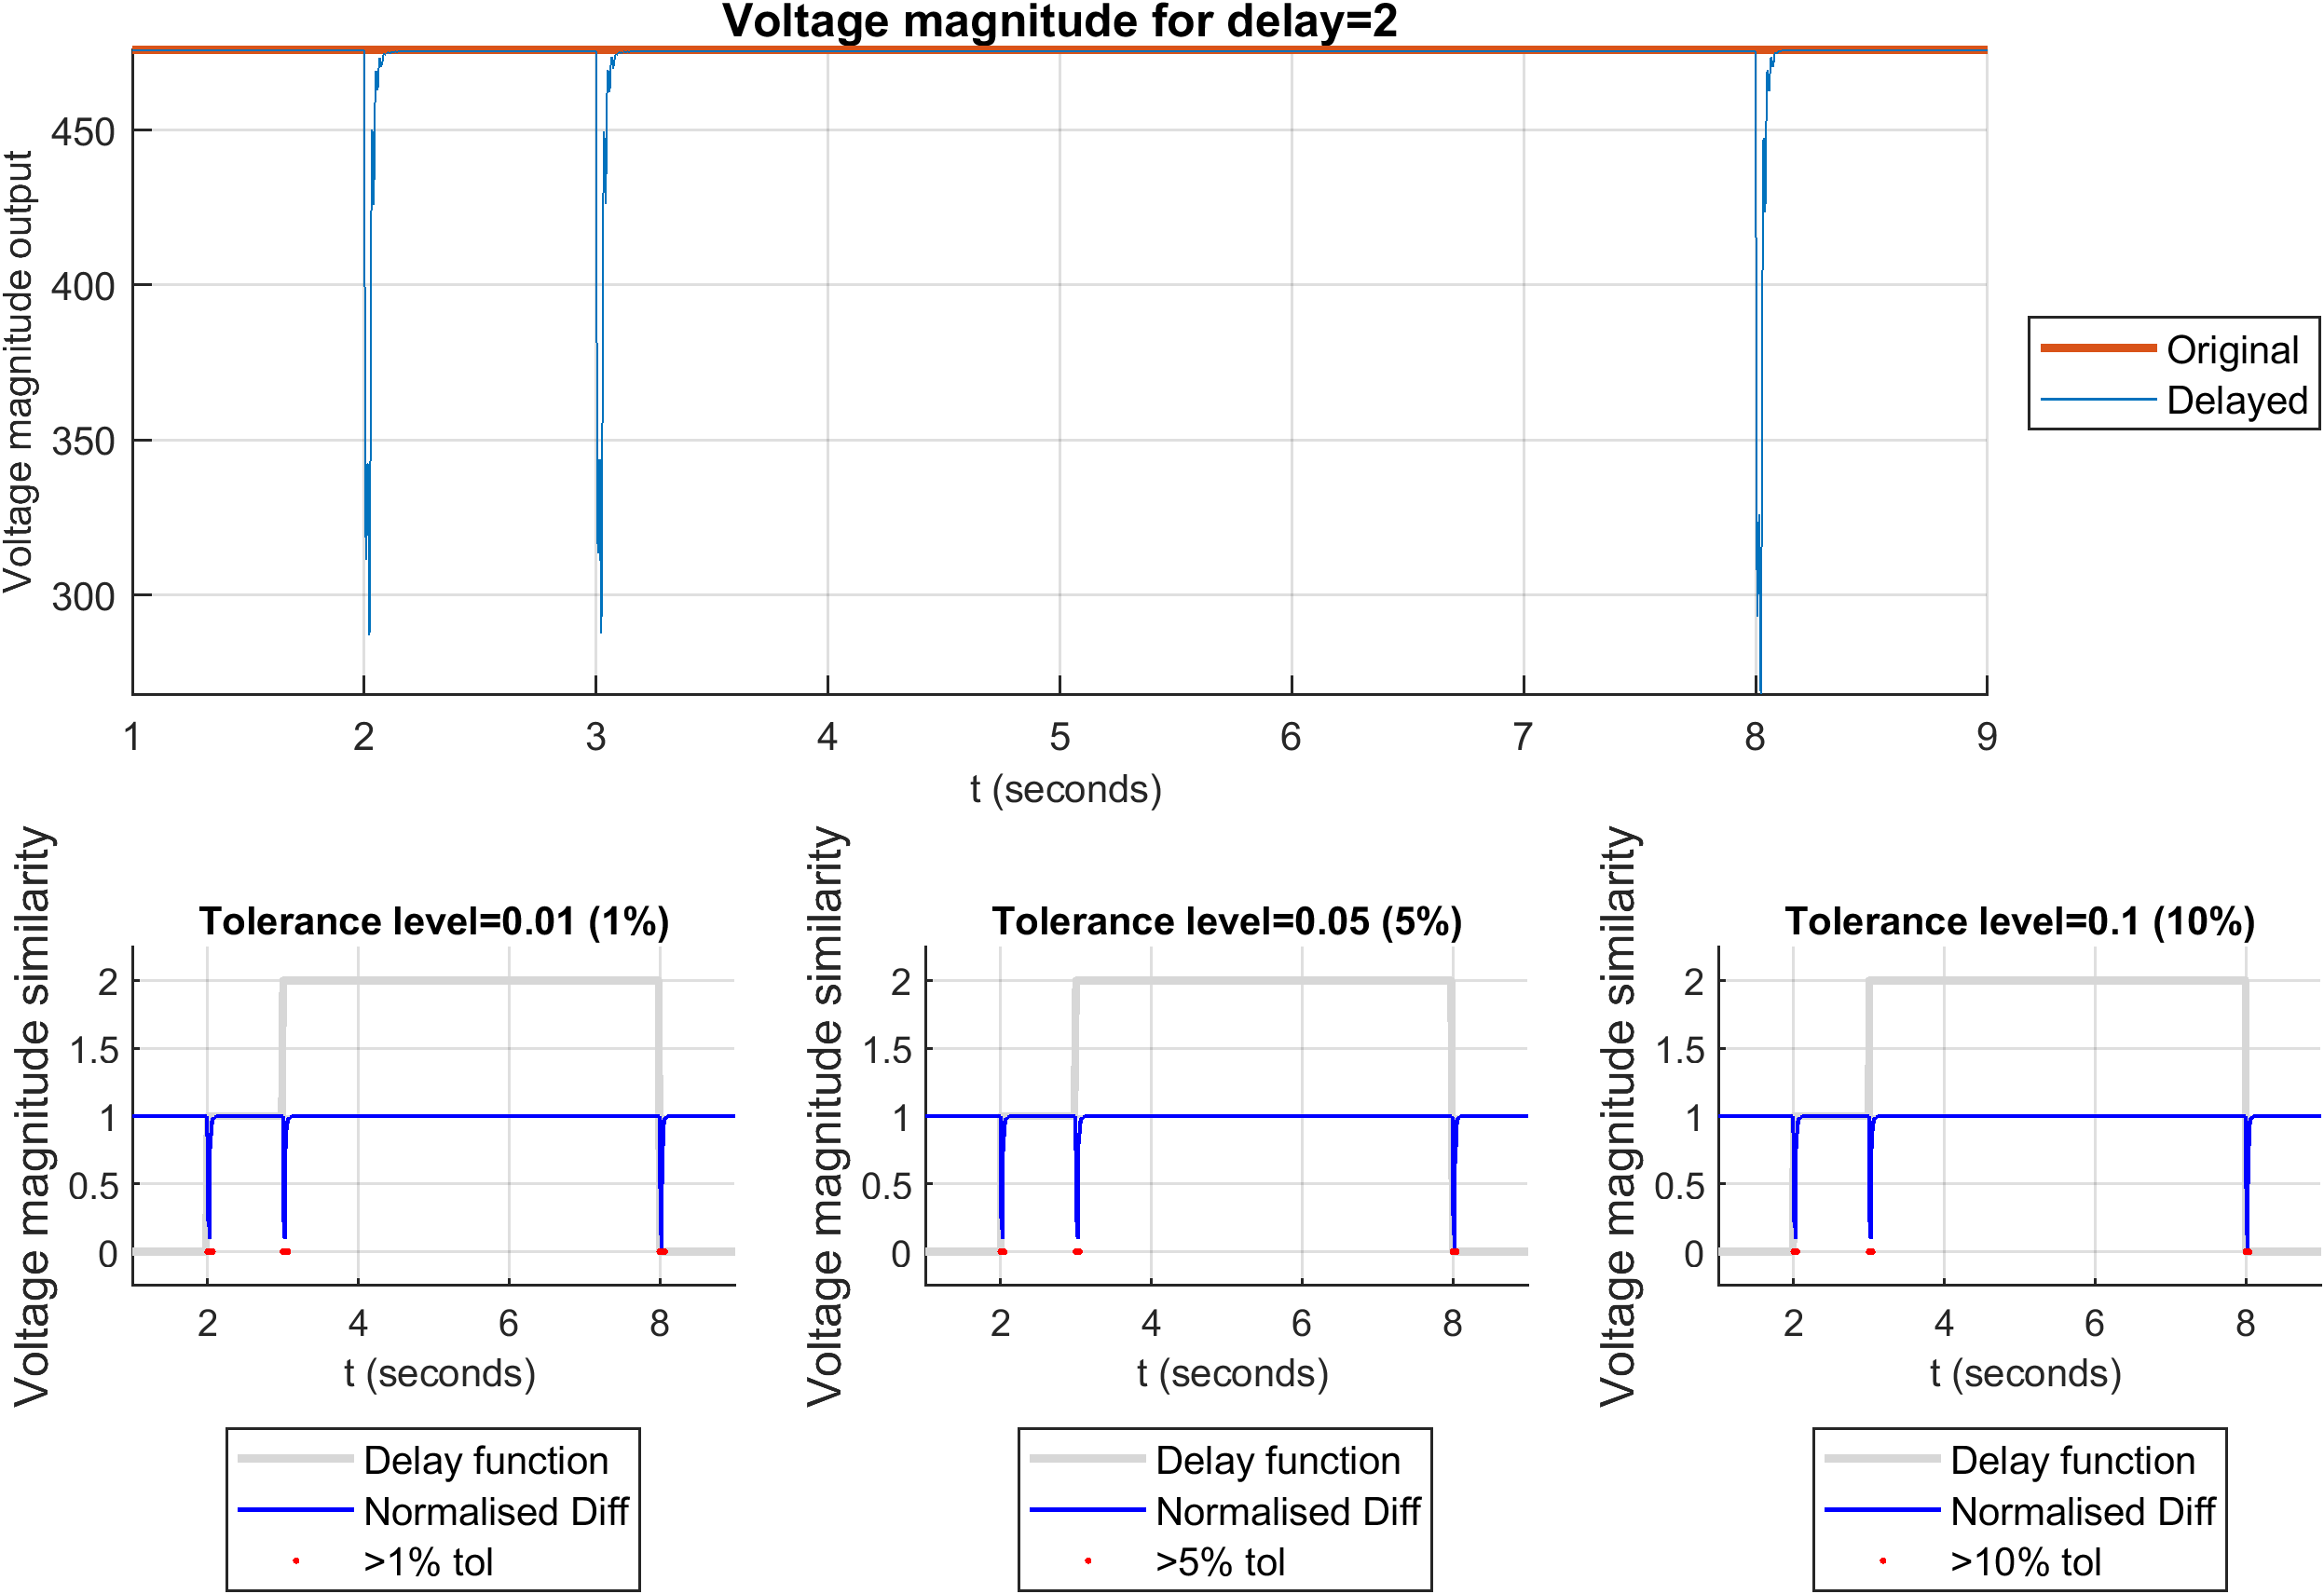 Voltage magnitude for delay=2
Voltage magnitude output
450
400
350
300
1 2 3 4 5 6 7 8 9
t (seconds)
Original
Delayed
Voltage magnitude similarity
Tolerance level=0.01 (1%)
2
1.5
1
0.5
0
2 4 6 8
t (seconds)
Delay function
Normalised Diff
>1% tol
Voltage magnitude similarity
Tolerance level=0.05 (5%)
2
1.5
1
0.5
0
2 4 6 8
t (seconds)
Delay function
Normalised Diff
>5% tol
Voltage magnitude similarity
Tolerance level=0.1 (10%)
2
1.5
1
0.5
0
2 4 6 8
t (seconds)
Delay function
Normalised Diff
>10% tol